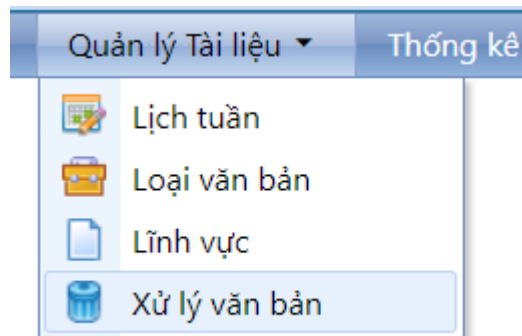 Quản lý Tài liệu Thống kê
Lịch tuần
Loại văn bản
Lĩnh vực
Xử lý văn bản